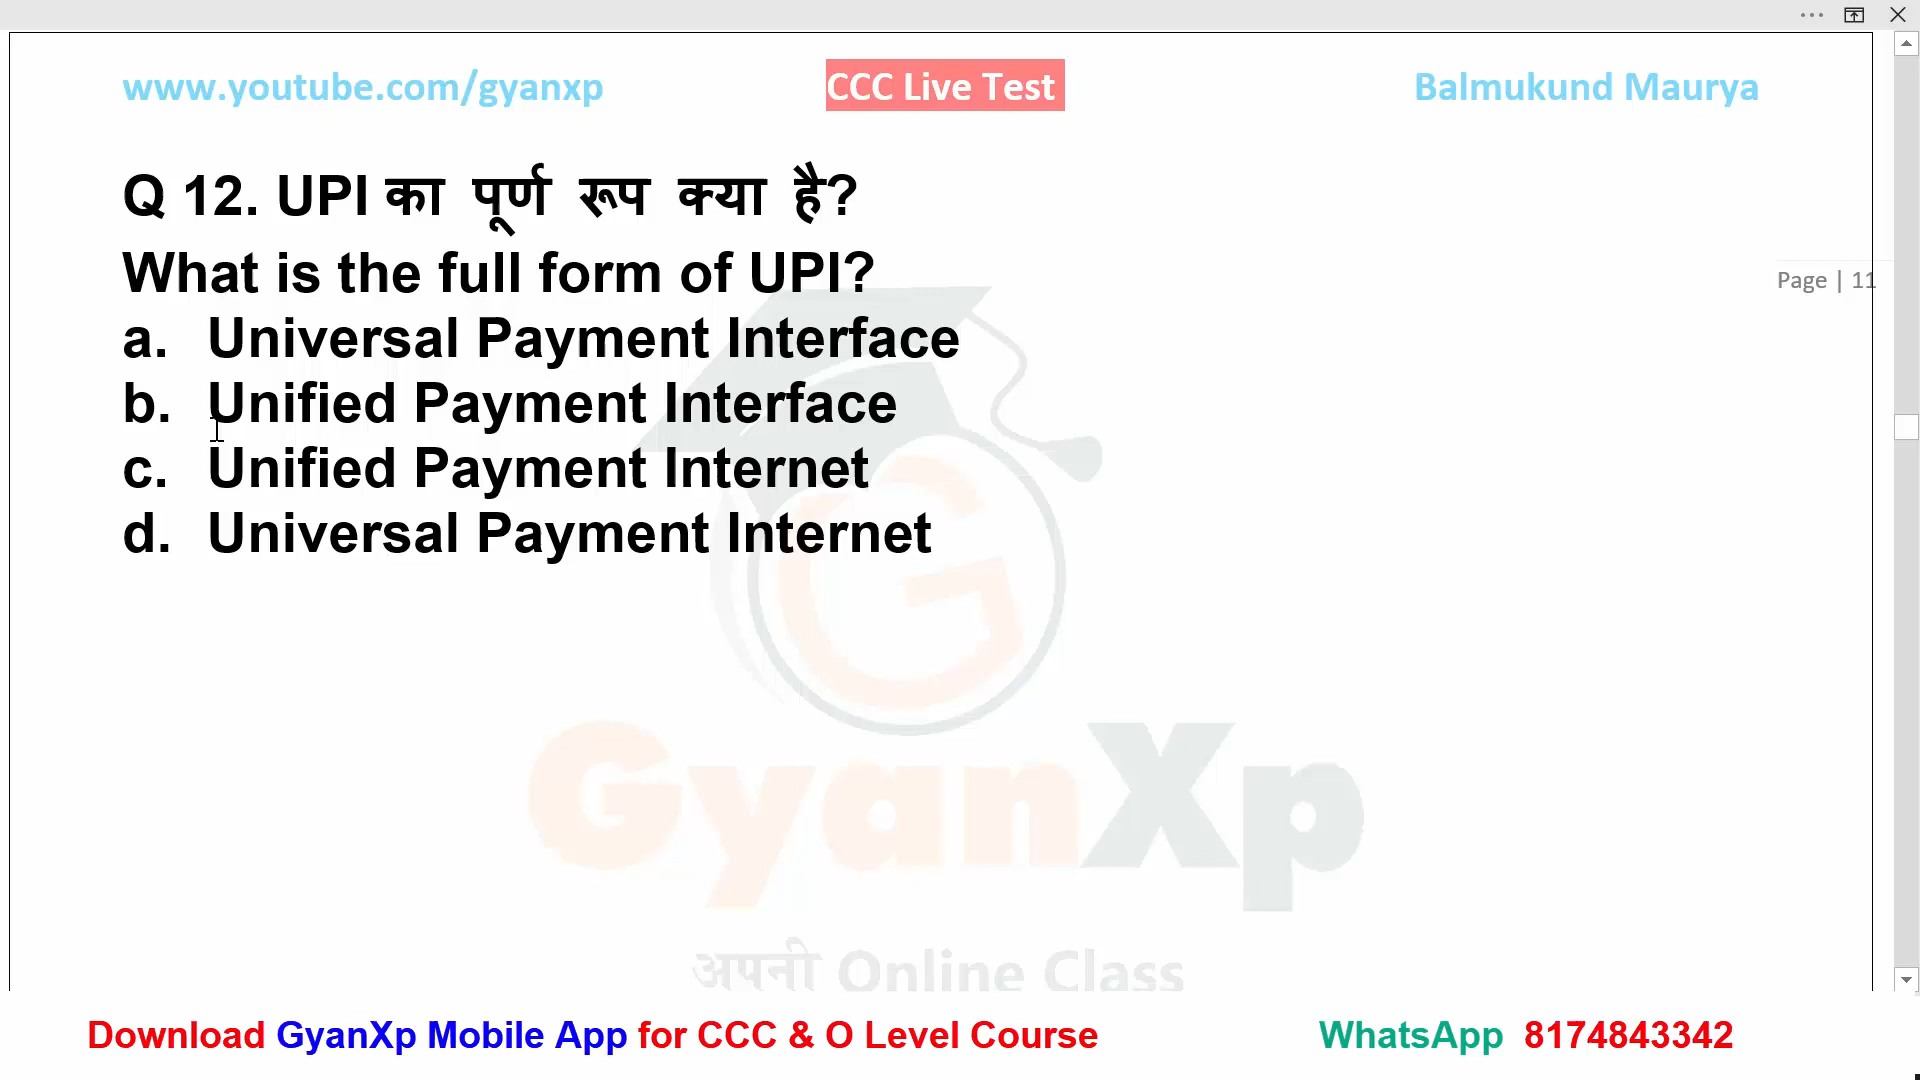 www.youtube.com/gyanxp CCC Live Test Balmukund Maurya
Q 12. UPI का पूर्ण रूप क्या है?
What is the full form of UPI?
Page | 11
a. Universal Payment Interface
b. Unified Payment Interface
c. Unified Payment Internet
d. Universal Payment Internet
G
GyanXp
अपनी Online Class
Download GyanXp Mobile App for CCC & O Level Course WhatsApp 8174843342